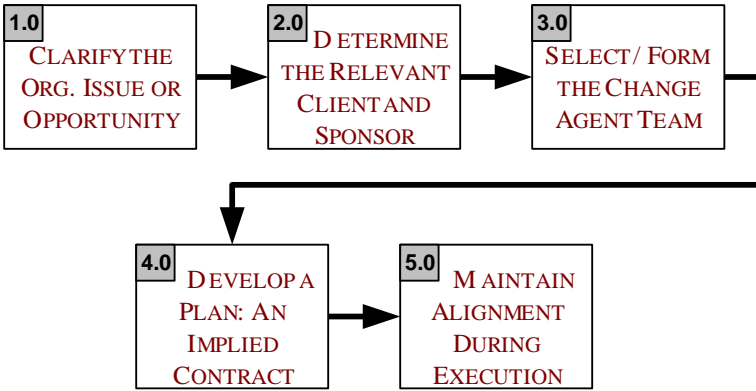 1.0
CLARIFY THE
ORG. ISSUE OR
OPPORTUNITY
2.0
DETERMINE
THE RELEVANT
CLIENT AND
SPONSOR
3.0
SELECT / FORM
THE CHANGE
AGENT TEAM
4.0
DEVELOP A
PLAN: AN
IMPLIED
CONTRACT
5.0
MAINTAIN
ALIGNMENT
DURING
EXECUTION